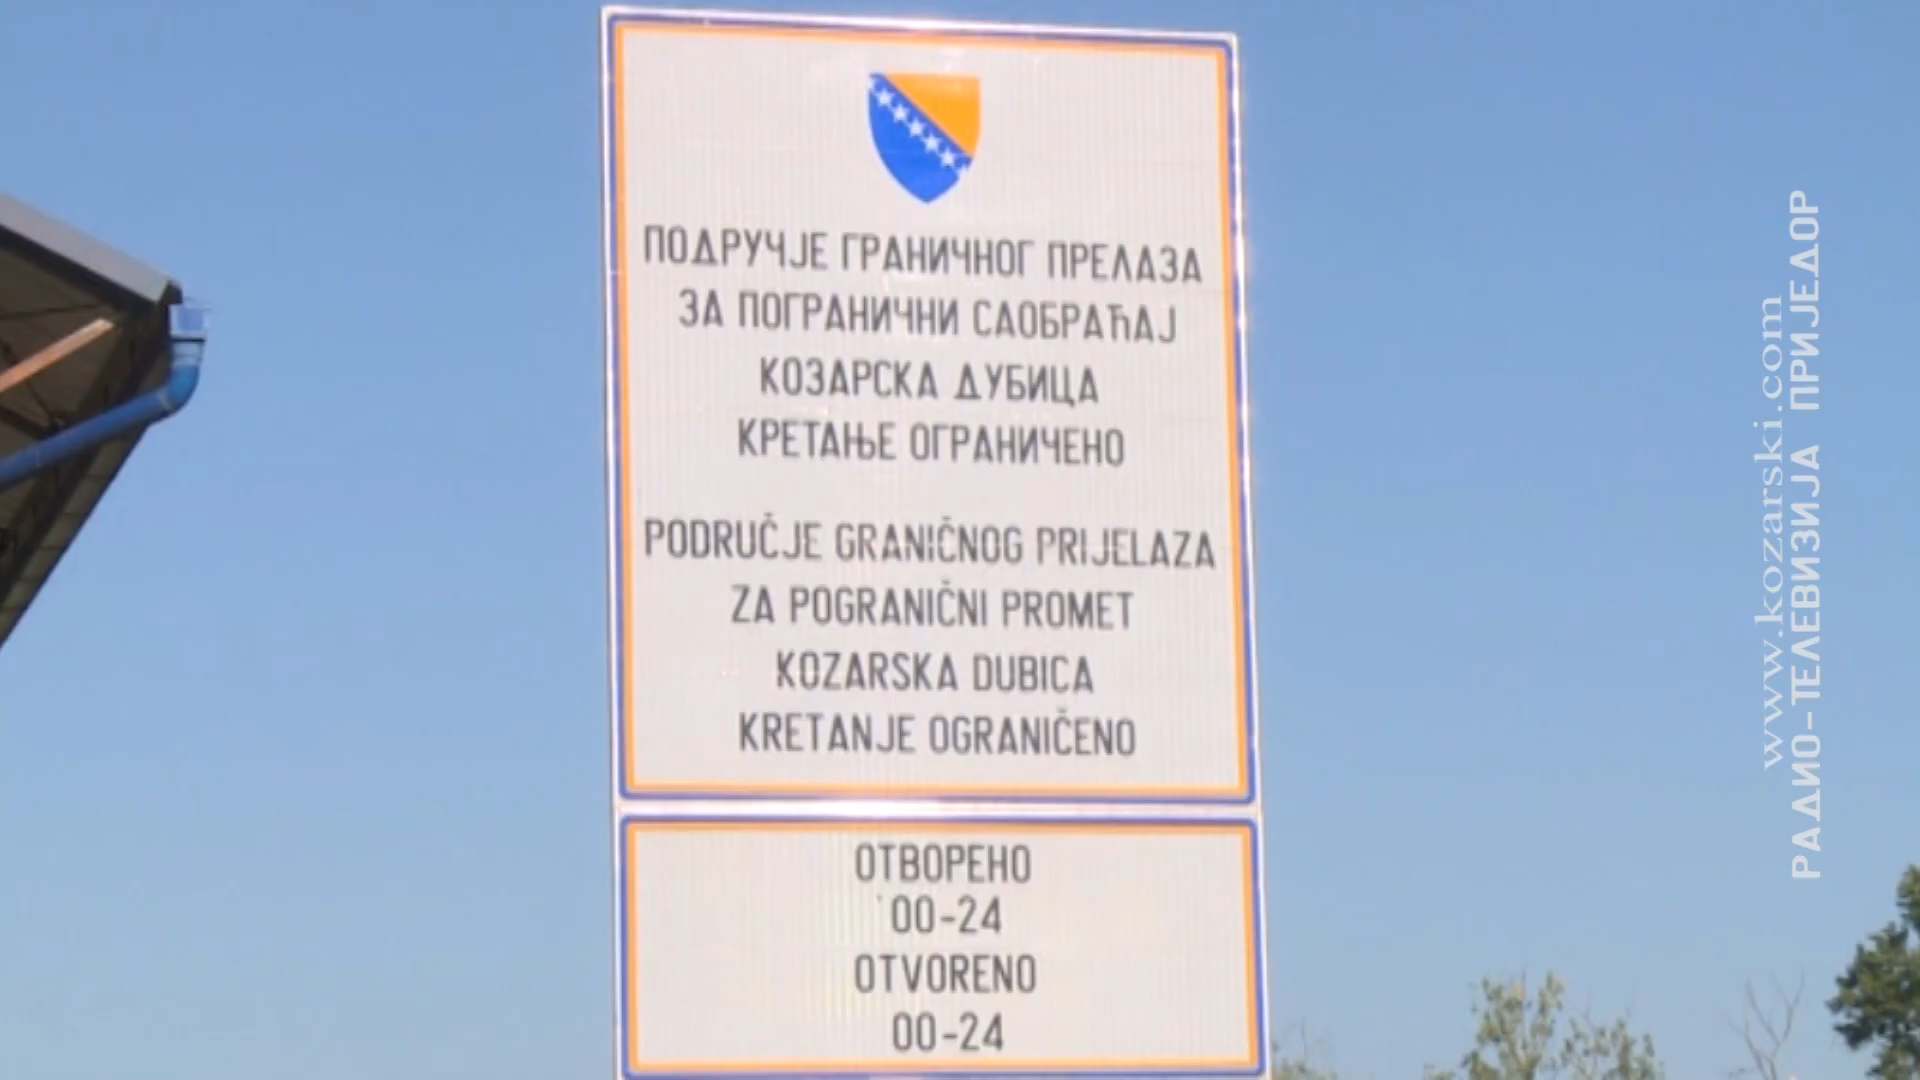 ПОДРУЧЈЕ ГРАНИЧНОГ ПРЕЛАЗА
ЗА ПОГРАНИЧНИ САОБРАЋАЈ
КОЗАРСКА ДУБИЦА
КРЕТАЊЕ ОГРАНИЧЕНО
PODRUČJE GRANIČNOG PRIJELAZA
ZA POGRANIČNI PROMET
KOZARSKA DUBICA
KRETANJE OGRANIČENO
ОТВОРЕНО
00-24
OTVORENO
00-24
www.kozarski.com
РАДИО-ТЕЛЕВИЗИЈА ПРИЈЕДОР